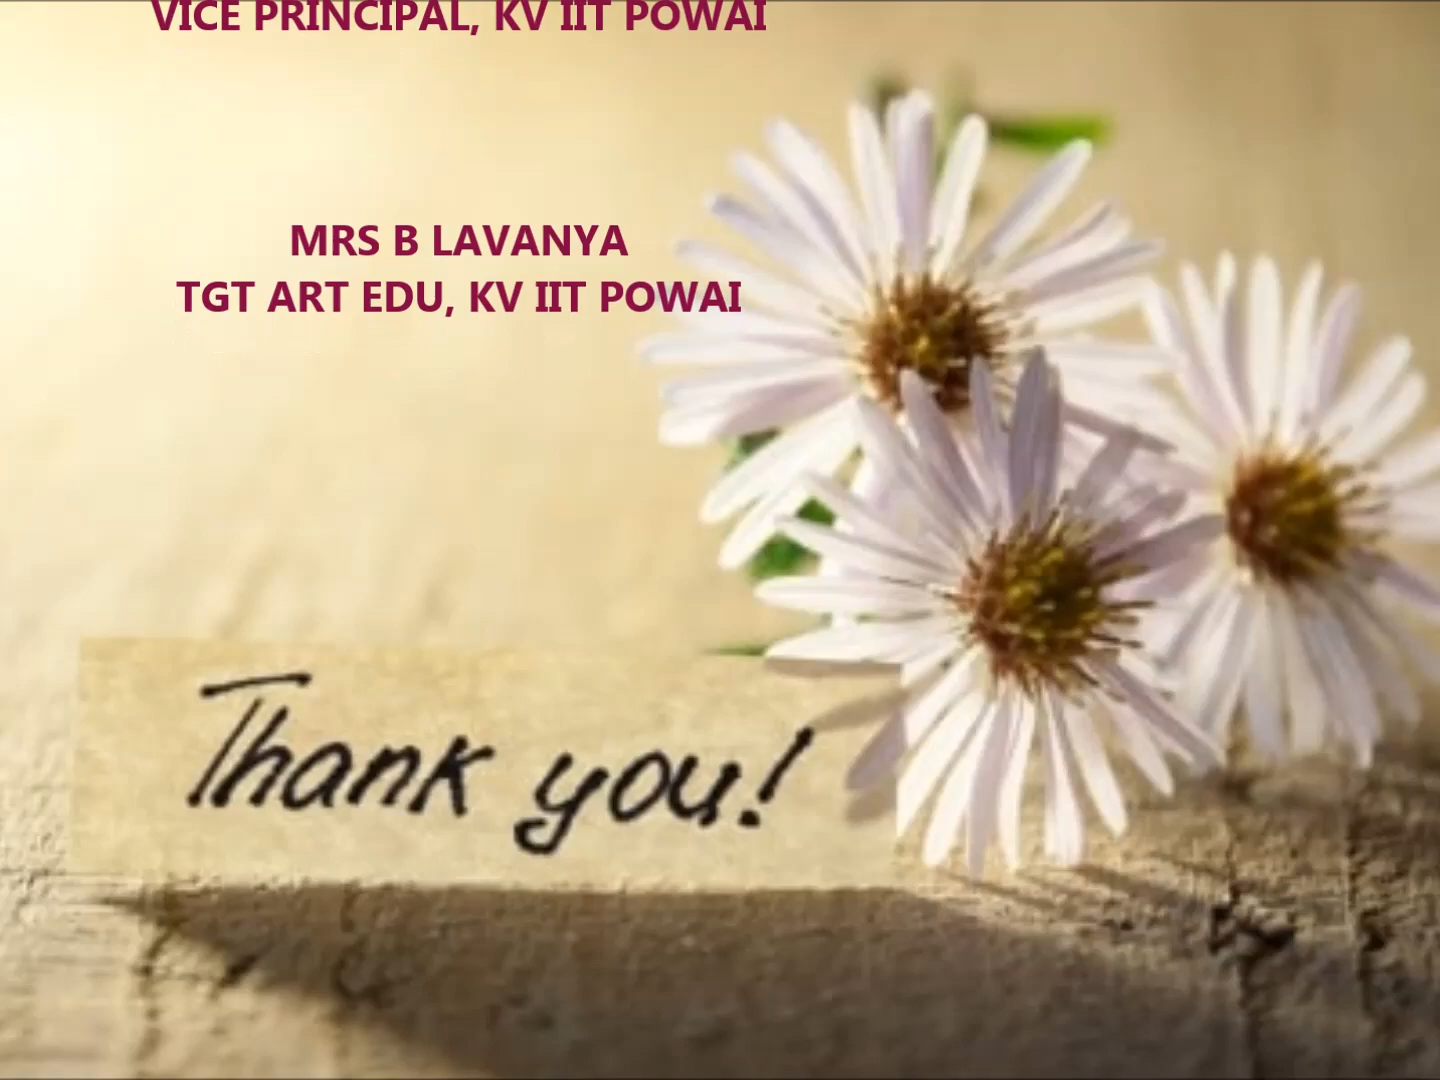 VICE PRINCIPAL, KV IIT POWAI
MRS B LAVANYA
TGT ART EDU, KV IIT POWAI
Thank you!